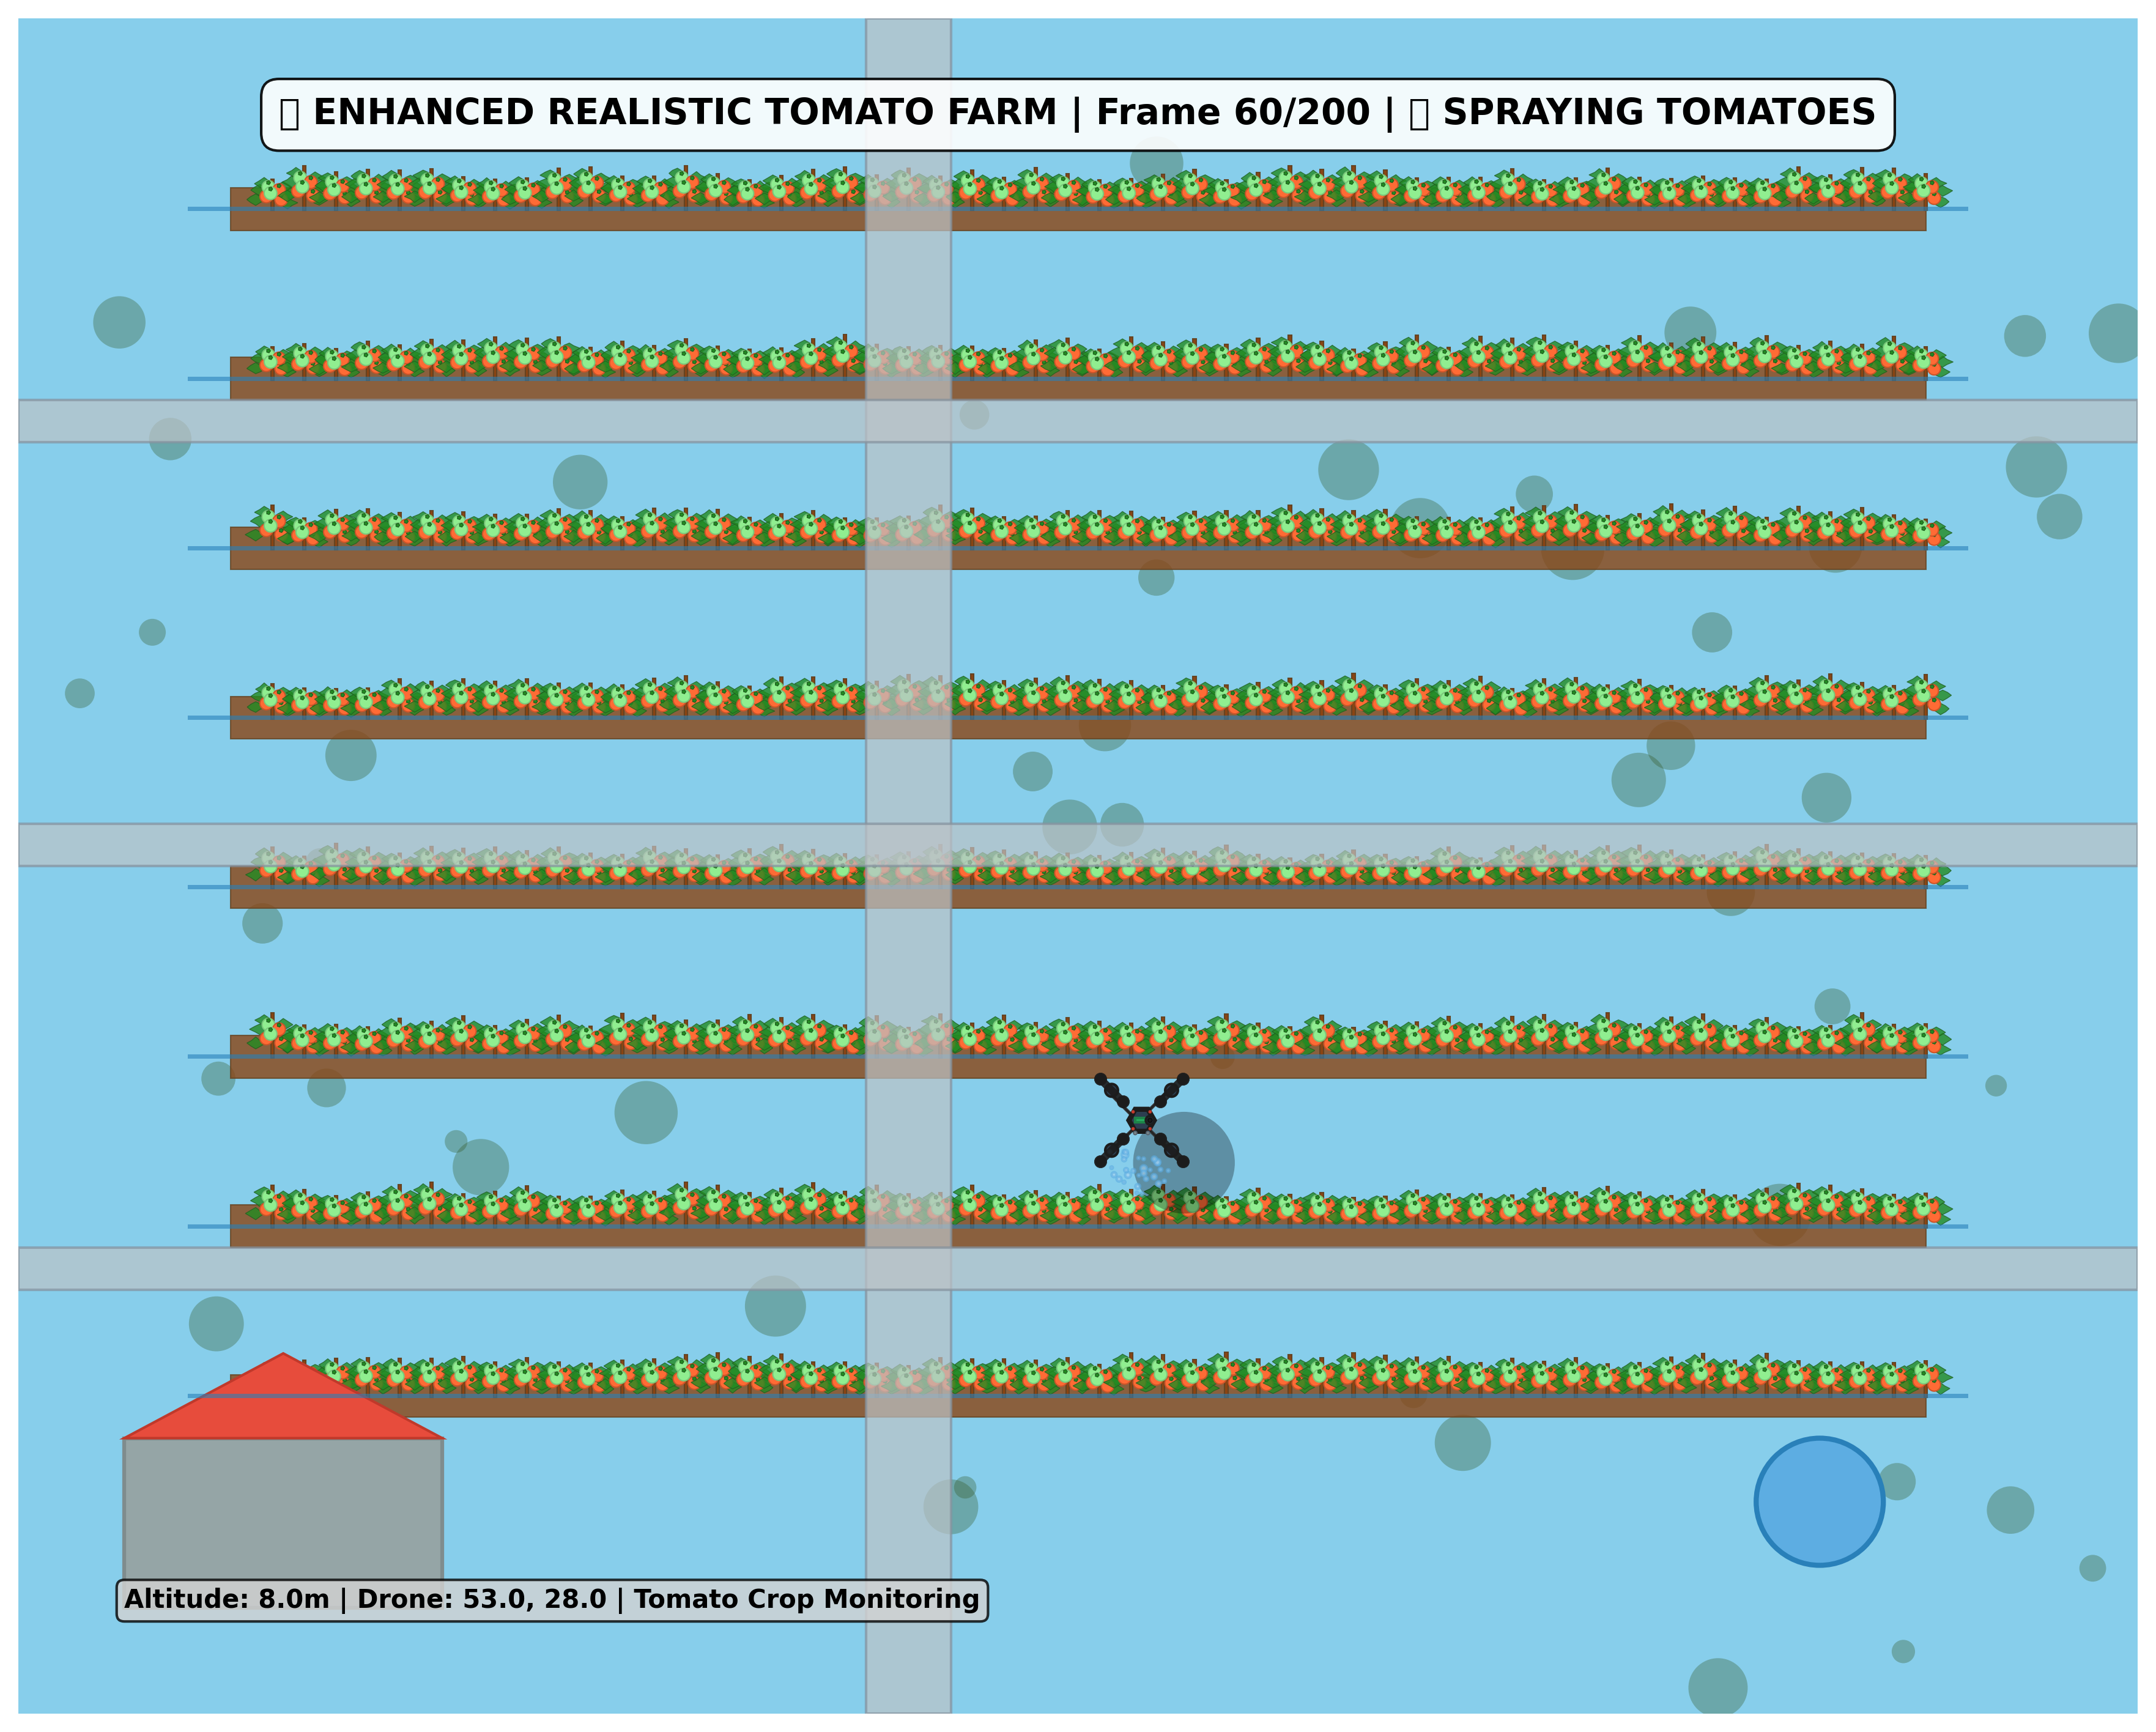 ▯ ENHANCED REALISTIC TOMATO FARM | Frame 60/200 | ▯ SPRAYING TOMATOES
Altitude: 8.0m | Drone: 53.0, 28.0 | Tomato Crop Monitoring